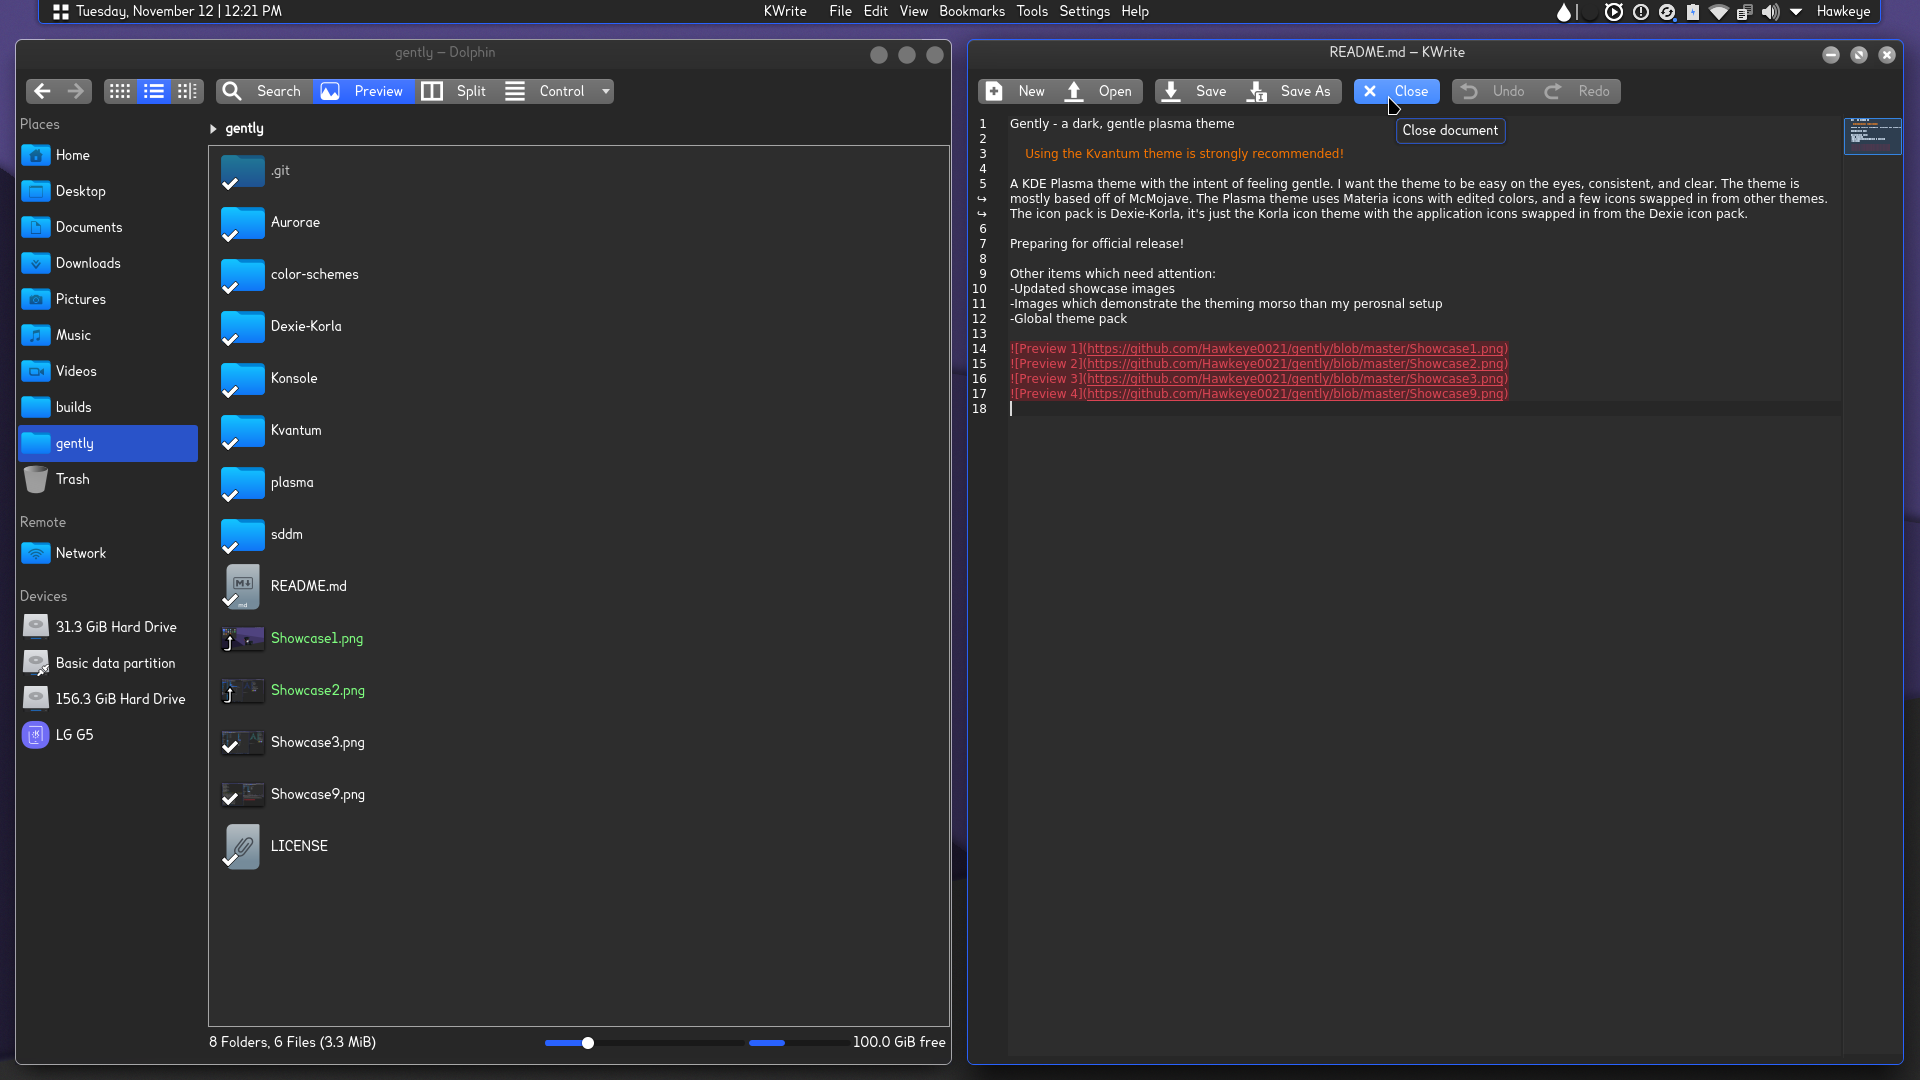 Tuesday, November 12 | 12:21 PM
KWrite File Edit View Bookmarks Tools Settings Help
Hawkeye
gently — Dolphin
Search Preview Split Control
Places
Home
Desktop
Documents
Downloads
Pictures
Music
Videos
builds
gently
Trash
Remote
Network
Devices
31.3 GiB Hard Drive
Basic data partition
156.3 GiB Hard Drive
LG G5
gently
.git
Aurorae
color-schemes
Dexie-Korla
Konsole
Kvantum
plasma
sddm
README.md
Showcase1.png
Showcase2.png
Showcase3.png
Showcase9.png
LICENSE
8 Folders, 6 Files (3.3 MiB)
100.0 GiB free
README.md — KWrite
New Open Save Save As Close Undo Redo
Close document
1 Gently - a dark, gentle plasma theme
2
3 Using the Kvantum theme is strongly recommended!
4
5 A KDE Plasma theme with the intent of feeling gentle. I want the theme to be easy on the eyes, consistent, and clear. The theme is
mostly based off of McMojave. The Plasma theme uses Materia icons with edited colors, and a few icons swapped in from other themes.
The icon pack is Dexie-Korla, it's just the Korla icon theme with the application icons swapped in from the Dexie icon pack.
6
7 Preparing for official release!
8
9 Other items which need attention:
10 -Updated showcase images
11 -Images which demonstrate the theming morso than my perosnal setup
12 -Global theme pack
13
14 ![Preview 1](https://github.com/Hawkeye0021/gently/blob/master/Showcase1.png)
15 ![Preview 2](https://github.com/Hawkeye0021/gently/blob/master/Showcase2.png)
16 ![Preview 3](https://github.com/Hawkeye0021/gently/blob/master/Showcase3.png)
17 ![Preview 4](https://github.com/Hawkeye0021/gently/blob/master/Showcase9.png)
18